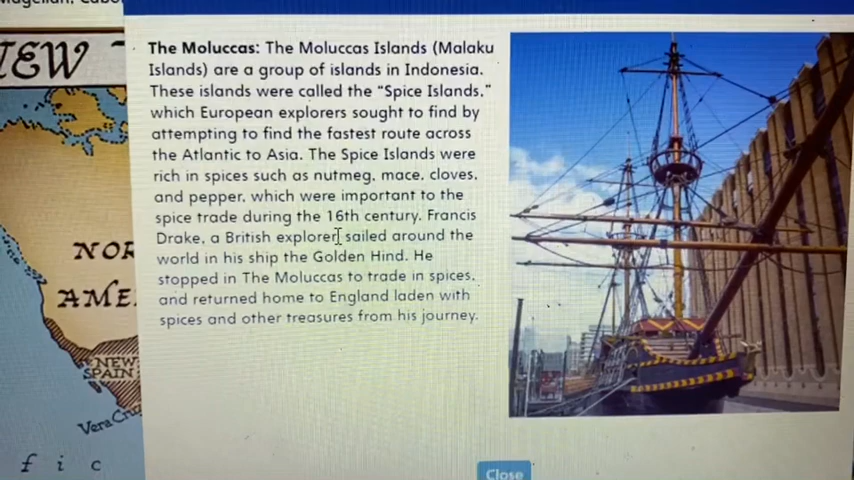 Magellan, Cabo
NEW
The Moluccas: The Moluccas Islands (Malaku
Islands) are a group of islands in Indonesia.
These islands were called the “Spice Islands,”
which European explorers sought to find by
attempting to find the fastest route across
the Atlantic to Asia. The Spice Islands were
rich in spices such as nutmeg, mace, cloves,
and pepper, which were important to the
spice trade during the 16th century. Francis
Drake, a British explorer sailed around the
world in his ship the Golden Hind. He
stopped in The Moluccas to trade in spices,
and returned home to England laden with
spices and other treasures from his journey.
NOR
AME
NEW
SPAIN
Vera Cru
f i c
Close